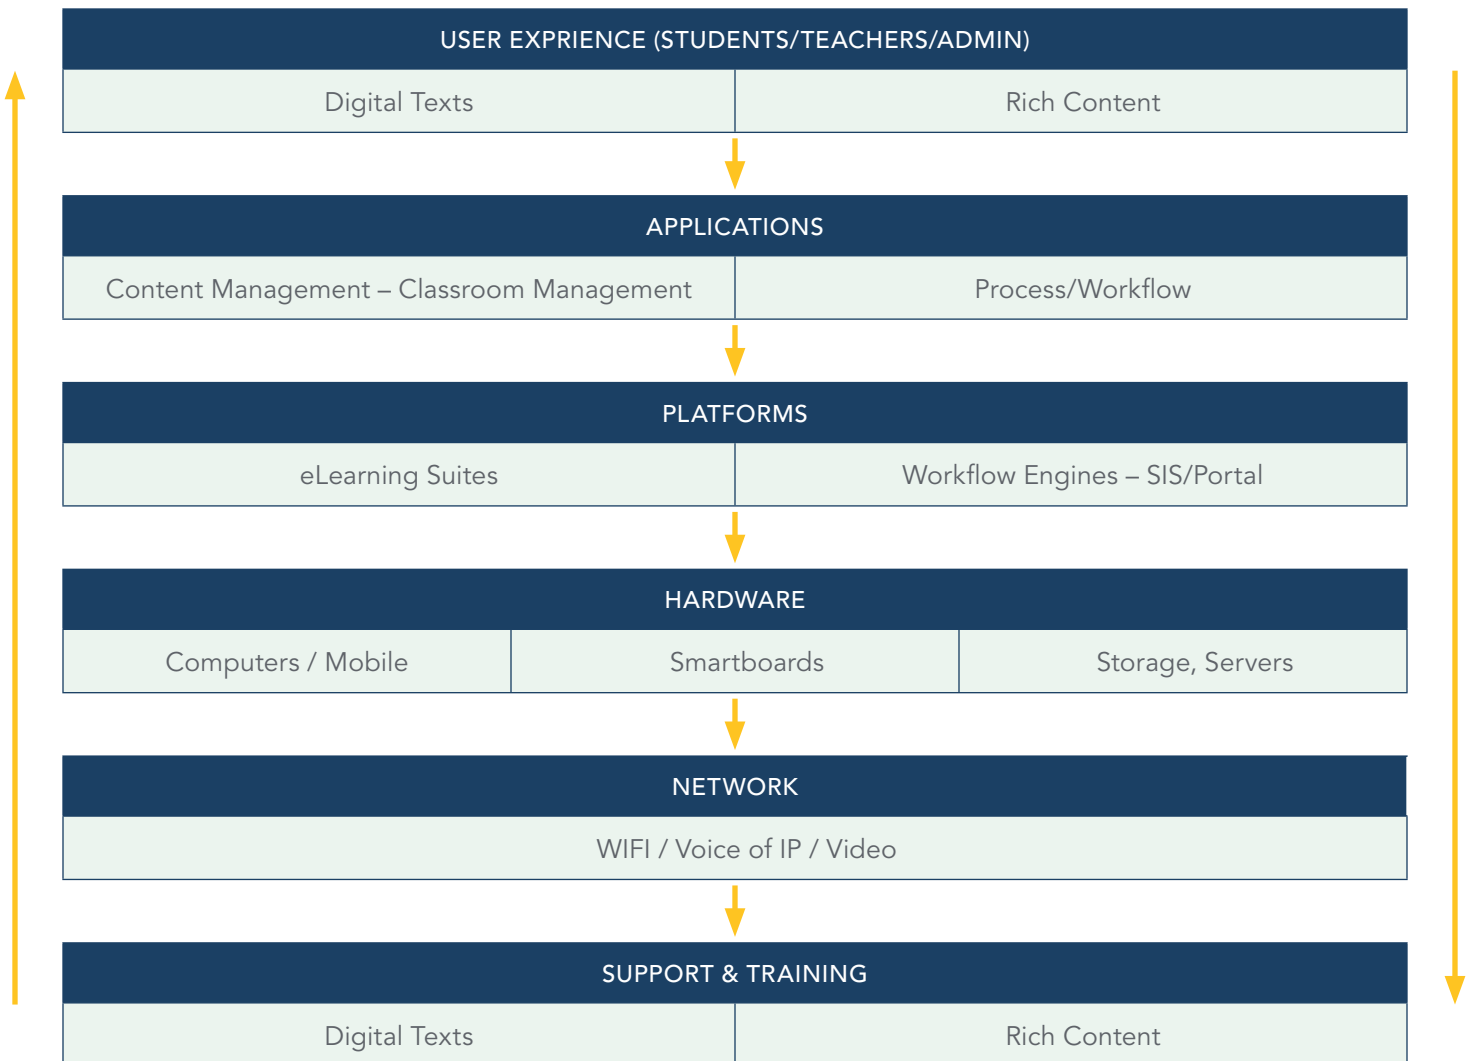 USER EXPRIENCE (STUDENTS/TEACHERS/ADMIN)
Digital Texts
Rich Content
APPLICATIONS
Content Management – Classroom Management
Process/Workflow
PLATFORMS
eLearning Suites
Workflow Engines – SIS/Portal
HARDWARE
Computers / Mobile
Smartboards
Storage, Servers
NETWORK
WIFI / Voice of IP / Video
SUPPORT & TRAINING
Digital Texts
Rich Content